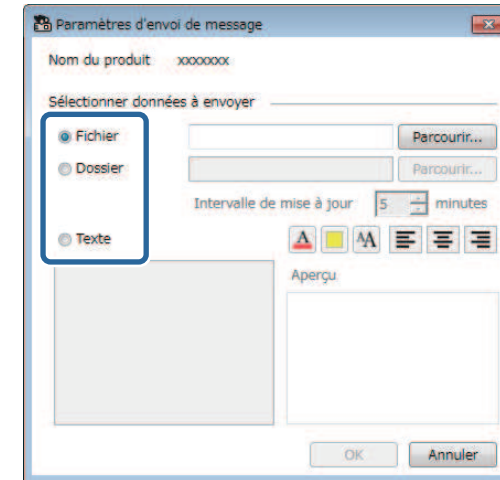 Paramètres d'envoi de message
Nom du produit xxxxxxx
Sélectionner données à envoyer
Fichier Parcourir...
Dossier Parcourir...
Intervalle de mise à jour 5 minutes
Texte A AA
Aperçu
OK Annuler